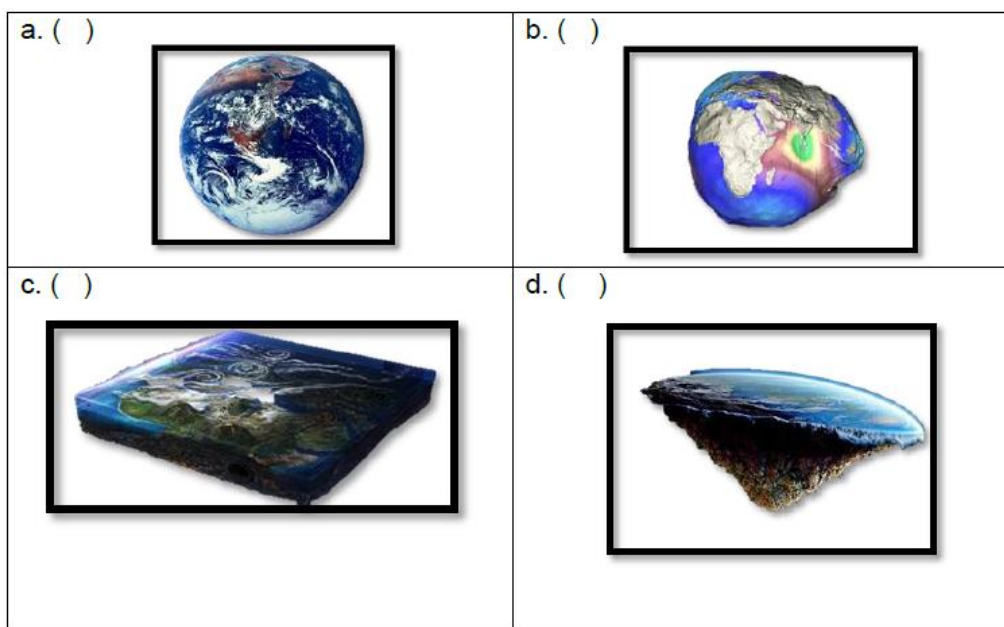 a. ( )
b. ( )
c. ( )
d. ( )